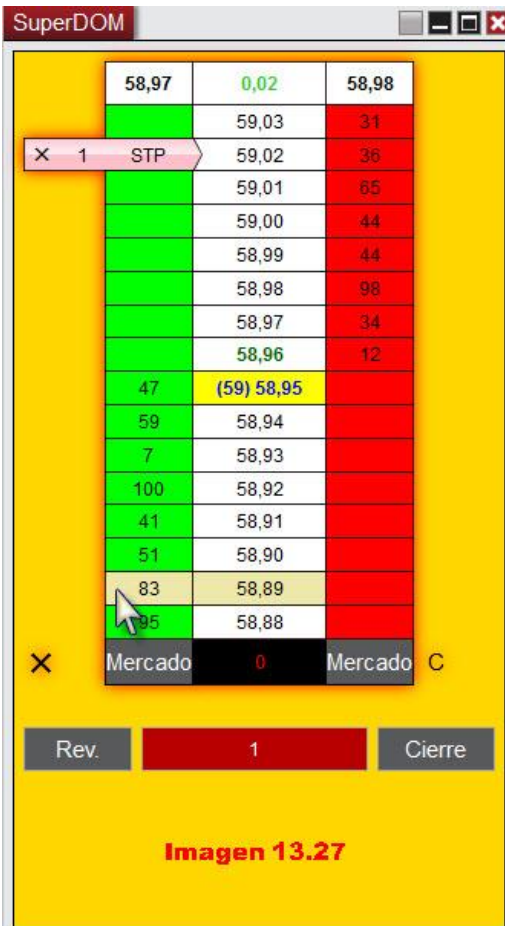 SuperDOM
58,97 0,02 58,98
59,03 31
× 1 STP 59,02 36
59,01 65
59,00 44
58,99 44
58,98 98
58,97 34
58,96 12
47 (59) 58,95
59 58,94
7 58,93
100 58,92
41 58,91
51 58,90
83 58,89
95 58,88
× Mercado 0 Mercado C
Rev. 1 Cierre
Imagen 13.27